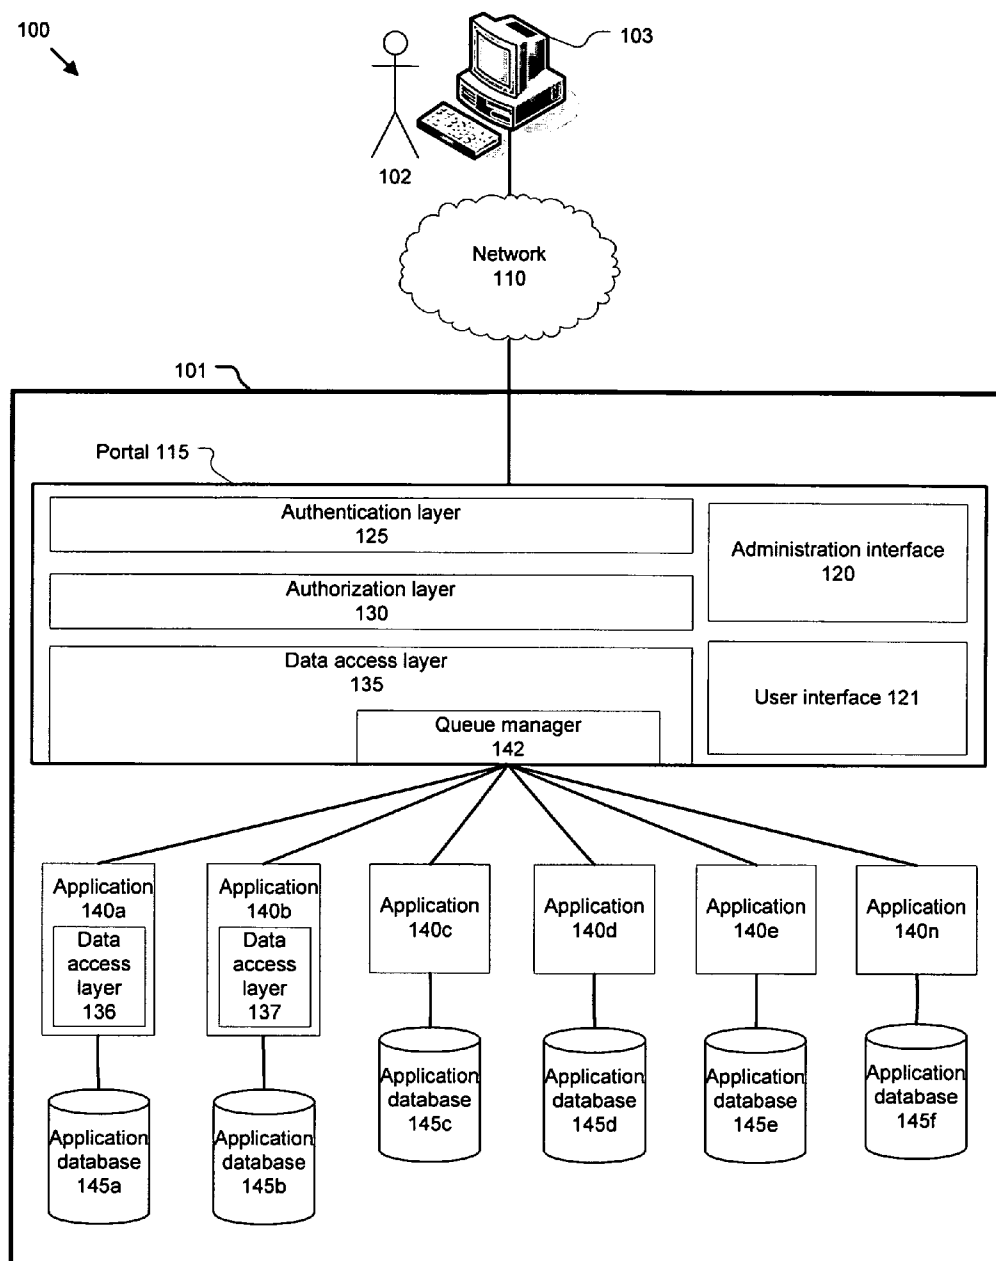 100
103
102
Network
110
101
Portal 115
Authentication layer
125
Administration interface
120
Authorization layer
130
Data access layer
135
User interface 121
Queue manager
142
Application
140a
Data
access
layer
136
Application
140b
Data
access
layer
137
Application
140c
Application
140d
Application
140e
Application
140n
Application
database
145a
Application
database
145b
Application
database
145c
Application
database
145d
Application
database
145e
Application
database
145f